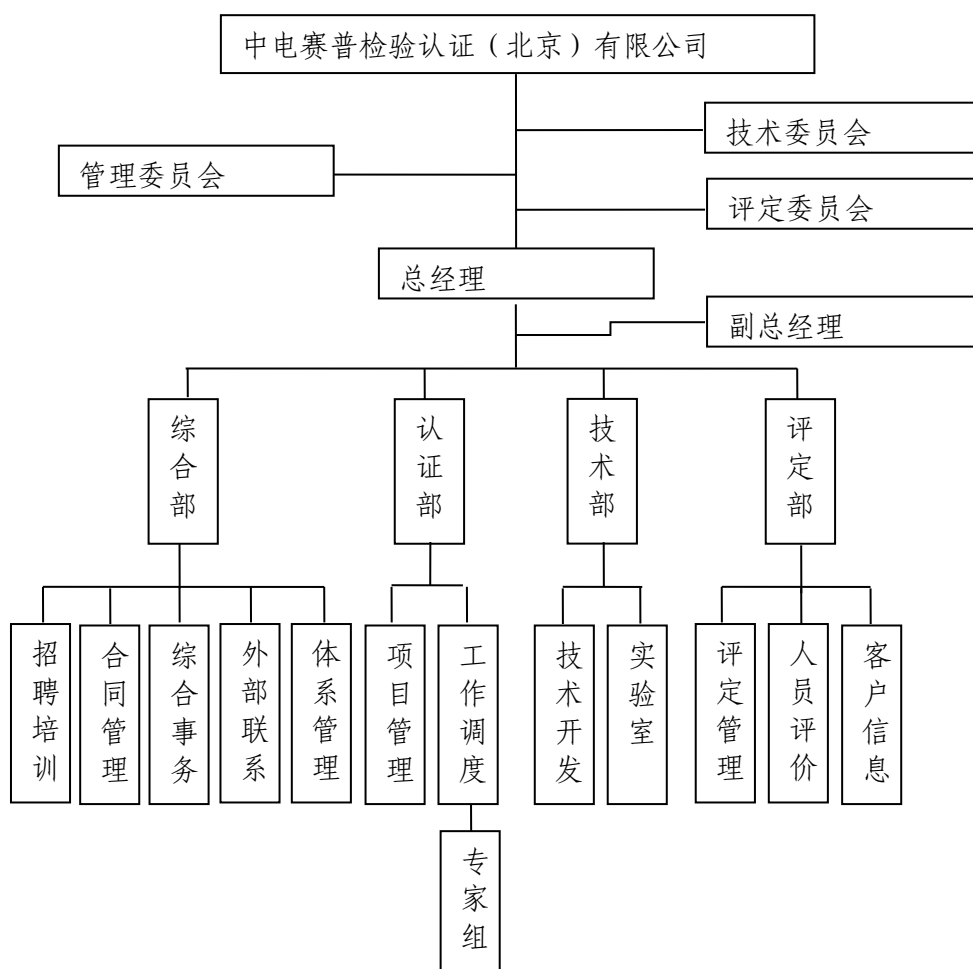 中电赛普检验认证（北京）有限公司
技术委员会
管理委员会
评定委员会
总经理
副总经理
综合部
认证部
技术部
评定部
招聘培训
合同管理
综合事务
外部联系
体系管理
项目管理
工作调度
技术开发
实验室
评定管理
人员评价
客户信息
专家组